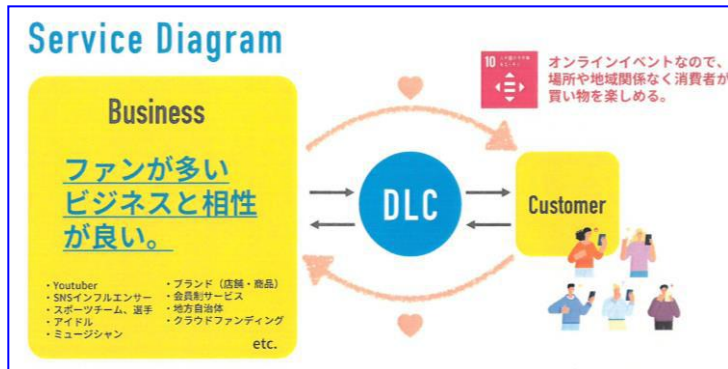 Service Diagram
Business
ファンが多い
ビジネスと相性
が良い。
・Youtuber
・SNSインフルエンサー
・スポーツチーム、選手
・アイドル
・ミュージシャン
・ブランド（店舗・商品）
・会員制サービス
・地方自治体
・クラウドファンディング
etc.
DLC
Customer
10
オンラインイベントなので、
場所や地域関係なく消費者が
買い物を楽しめる。